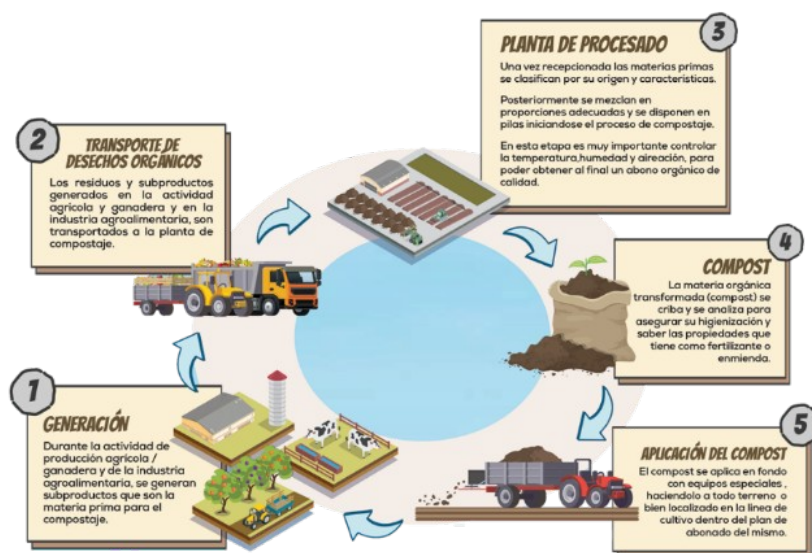 1
GENERACIÓN
Durante la actividad de
producción agrícola /
ganadera y de la industria
agroalimentaria, se generan
subproductos que son la
materia prima para el
compostaje.
2
TRANSPORTE DE
DESECHOS ORGÁNICOS
Los residuos y subproductos
generados en la actividad
agrícola y ganadera y en la
industria agroalimentaria, son
transportados a la planta de
compostaje.
3
PLANTA DE PROCESADO
Una vez recepcionada las materias primas
se clasifican por su origen y características.
Posteriormente se mezclan en
proporciones adecuadas y se disponen en
pilas iniciandose el proceso de compostaje.
En esta etapa es muy importante controlar
la temperatura,humedad y aireación, para
poder obtener al final un abono orgánico de
calidad.
4
COMPOST
La materia orgánica
transformada (compost) se
criba y se analiza para
asegurar su higienización y
saber las propiedades que
tiene como fertilizante o
enmienda.
5
APLICACIÓN DEL COMPOST
El compost se aplica en fondo
con equipos especiales ,
haciendolo a todo terreno o
bien localizado en la linea de
cultivo dentro del plan de
abonado del mismo.